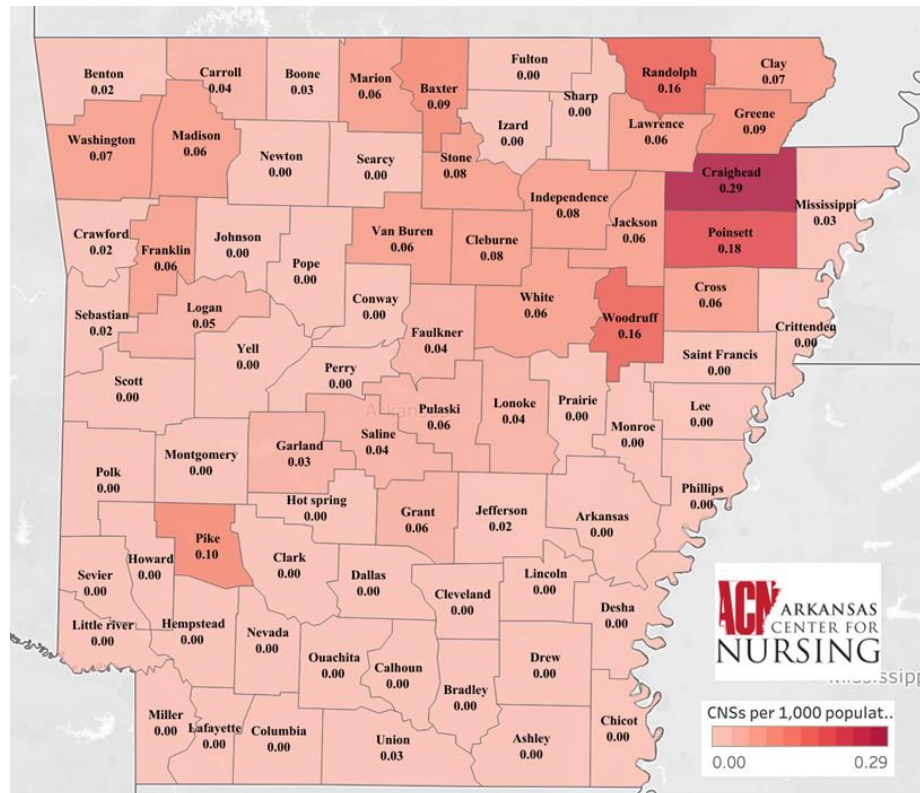 Benton
0.02
Carroll
0.04
Boone
0.03
Marion
0.06
Baxter
0.09
Fulton
0.00
Sharp
0.00
Randolph
0.16
Clay
0.07
Izard
0.00
Lawrence
0.06
Greene
0.09
Washington
0.07
Madison
0.06
Newton
0.00
Searcy
0.00
Stone
0.08
Independence
0.08
Jackson
0.06
Craighead
0.29
Mississippi
0.03
Crawford
0.02
Franklin
0.06
Johnson
0.00
Pope
0.00
Van Buren
0.06
Cleburne
0.08
Poinsett
0.18
Sebastian
0.02
Logan
0.05
Conway
0.00
Faulkner
0.04
White
0.06
Woodruff
0.16
Cross
0.06
Crittenden
0.00
Yell
0.00
Saint Francis
0.00
Scott
0.00
Perry
0.00
Arkansas
Pulaski
0.06
Lonoke
0.04
Prairie
0.00
Monroe
0.00
Lee
0.00
Garland
0.03
Saline
0.04
Polk
0.00
Montgomery
0.00
Hot spring
0.00
Grant
0.06
Jefferson
0.02
Arkansas
0.00
Phillips
0.00
Pike
0.10
Howard
0.00
Clark
0.00
Dallas
0.00
Cleveland
0.00
Lincoln
0.00
Desha
0.00
Sevier
0.00
Little river
0.00
Hempstead
0.00
Nevada
0.00
Ouachita
0.00
Calhoun
0.00
Bradley
0.00
Drew
0.00
Miller
0.00
Lafayette
0.00
Columbia
0.00
Union
0.03
Ashley
0.00
Chicot
0.00
ACN ARKANSAS
CENTER FOR
NURSING
CNSs per 1,000 populat..
0.00 0.29